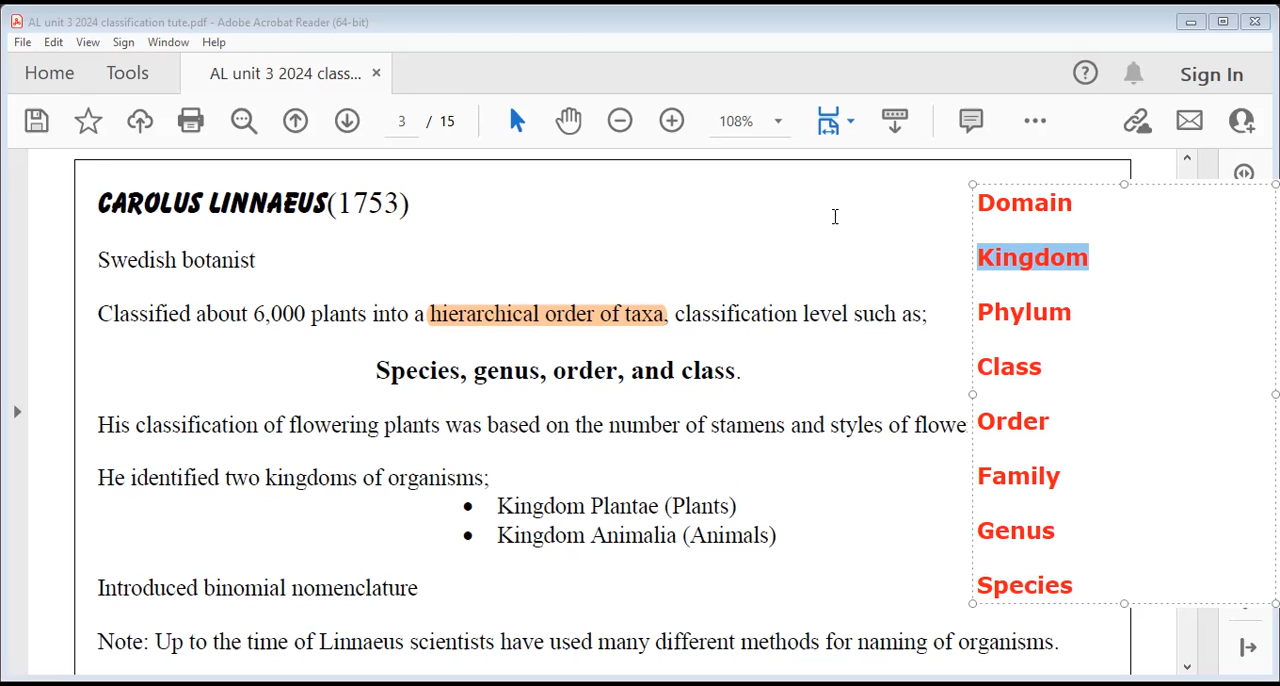 AL unit 3 2024 classification tute.pdf - Adobe Acrobat Reader (64-bit)
File Edit View Sign Window Help
Home Tools AL unit 3 2024 class... × Sign In
3 / 15 108%
CAROLUS LINNAEUS(1753)
Swedish botanist
Classified about 6,000 plants into a hierarchical order of taxa, classification level such as;
Species, genus, order, and class.
His classification of flowering plants was based on the number of stamens and styles of flowe
He identified two kingdoms of organisms;
• Kingdom Plantae (Plants)
• Kingdom Animalia (Animals)
Introduced binomial nomenclature
Note: Up to the time of Linnaeus scientists have used many different methods for naming of organisms.
Domain
Kingdom
Phylum
Class
Order
Family
Genus
Species